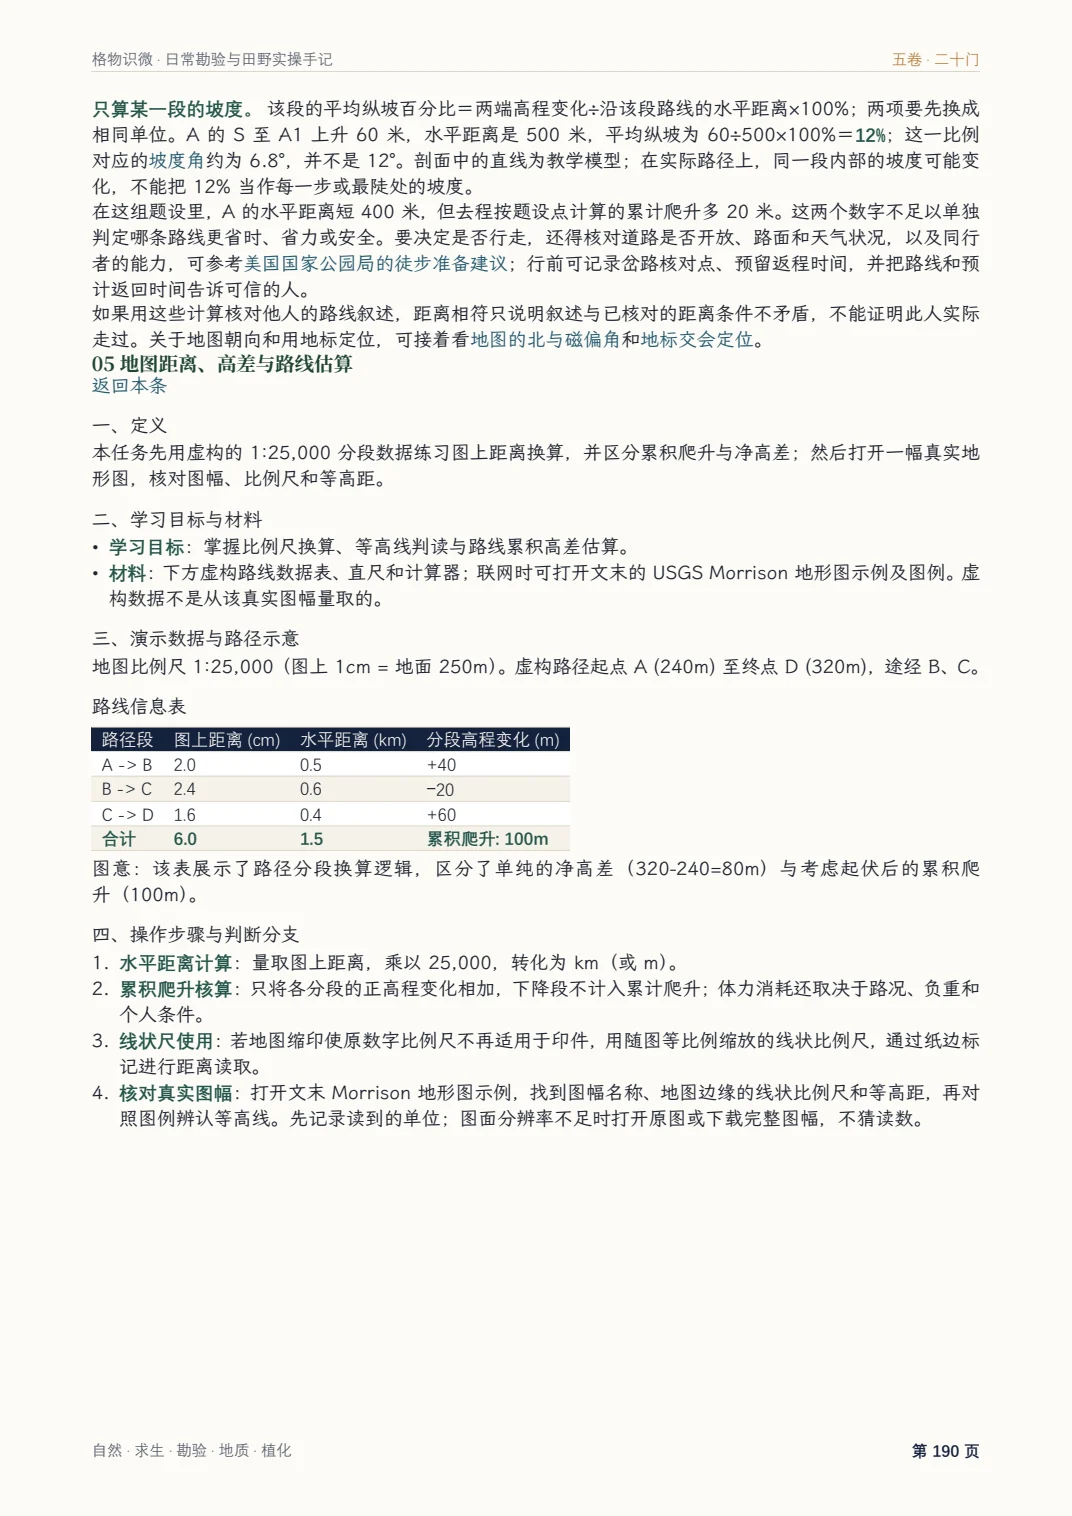 格物识微 · 日常勘验与田野实操手记
五卷 · 二十门
只算某一段的坡度。 该段的平均纵坡百分比＝两端高程变化÷沿该段路线的水平距离×100%；两项要先换成
相同单位。A 的 S 至 A1 上升 60 米，水平距离是 500 米，平均纵坡为 60÷500×100%＝12%；这一比例
对应的坡度角约为 6.8°，并不是 12°。剖面中的直线为教学模型；在实际路径上，同一段内部的坡度可能变
化，不能把 12% 当作每一步或最陡处的坡度。
在这组题设里，A 的水平距离短 400 米，但去程按题设点计算的累计爬升多 20 米。这两个数字不足以单独
判定哪条路线更省时、省力或安全。要决定是否行走，还得核对道路是否开放、路面和天气状况，以及同行
者的能力，可参考美国国家公园局的徒步准备建议；行前可记录岔路核对点、预留返程时间，并把路线和预
计返回时间告诉可信的人。
如果用这些计算核对他人的路线叙述，距离相符只说明叙述与已核对的距离条件不矛盾，不能证明此人实际
走过。关于地图朝向和用地标定位，可接着看地图的北与磁偏角和地标交会定位。
05 地图距离、高差与路线估算
返回本条
一、定义
本任务先用虚构的 1:25,000 分段数据练习图上距离换算，并区分累积爬升与净高差；然后打开一幅真实地
形图，核对图幅、比例尺和等高距。
二、学习目标与材料
• 学习目标：掌握比例尺换算、等高线判读与路线累积高差估算。
• 材料：下方虚构路线数据表、直尺和计算器；联网时可打开文末的 USGS Morrison 地形图示例及图例。虚
构数据不是从该真实图幅量取的。
三、演示数据与路径示意
地图比例尺 1:25,000（图上 1cm = 地面 250m）。虚构路径起点 A (240m) 至终点 D (320m)，途经 B、C。
路线信息表
路径段 图上距离 (cm) 水平距离 (km) 分段高程变化 (m)
A -> B 2.0 0.5 +40
B -> C 2.4 0.6 −20
C -> D 1.6 0.4 +60
合计 6.0 1.5 累积爬升: 100m
图意：该表展示了路径分段换算逻辑，区分了单纯的净高差（320-240=80m）与考虑起伏后的累积爬
升（100m）。
四、操作步骤与判断分支
1. 水平距离计算：量取图上距离，乘以 25,000，转化为 km（或 m）。
2. 累积爬升核算：只将各分段的正高程变化相加，下降段不计入累计爬升；体力消耗还取决于路况、负重和
个人条件。
3. 线状尺使用：若地图缩印使原数字比例尺不再适用于印件，用随图等比例缩放的线状比例尺，通过纸边标
记进行距离读取。
4. 核对真实图幅：打开文末 Morrison 地形图示例，找到图幅名称、地图边缘的线状比例尺和等高距，再对
照图例辨认等高线。先记录读到的单位；图面分辨率不足时打开原图或下载完整图幅，不猜读数。
自然 · 求生 · 勘验 · 地质 · 植化
第 190 页